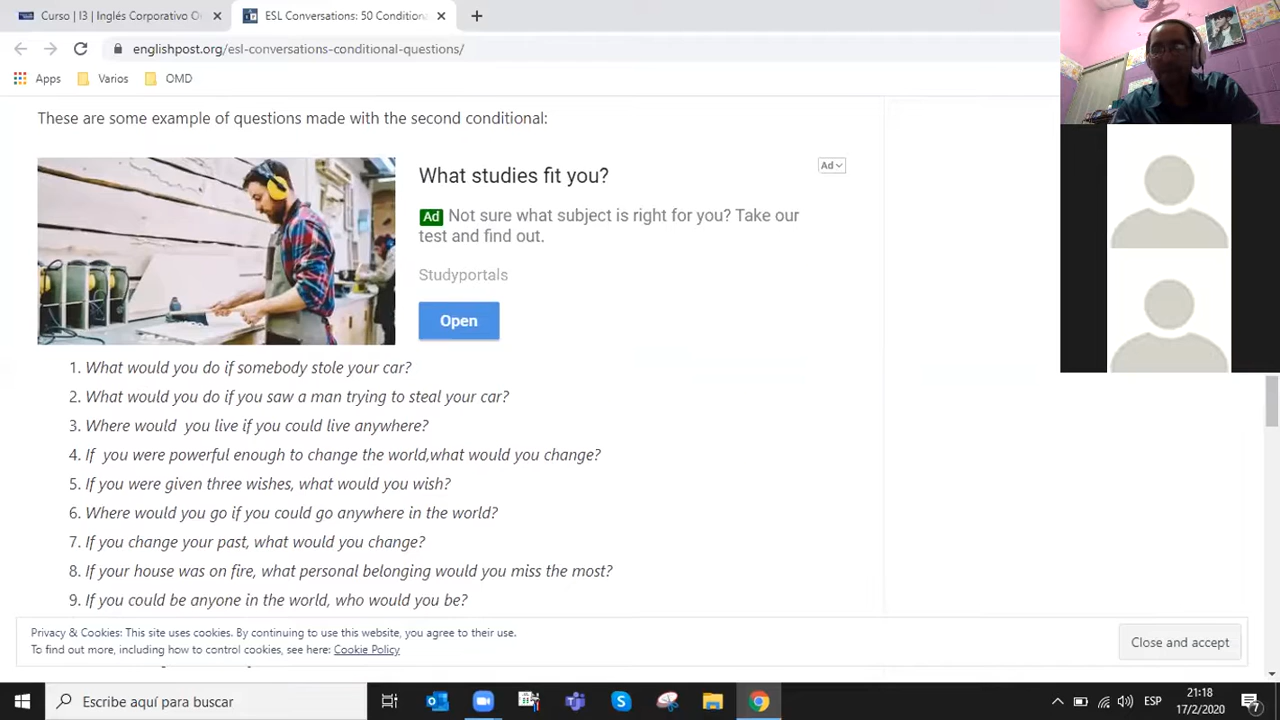 Curso | I3 | Inglés Corporativo O
ESL Conversations: 50 Condition
englishpost.org/esl-conversations-conditional-questions/
Apps
Varios
OMD
These are some example of questions made with the second conditional:
What studies fit you?
Ad
Ad Not sure what subject is right for you? Take our
test and find out.
Studyportals
Open
1. What would you do if somebody stole your car?
2. What would you do if you saw a man trying to steal your car?
3. Where would you live if you could live anywhere?
4. If you were powerful enough to change the world,what would you change?
5. If you were given three wishes, what would you wish?
6. Where would you go if you could go anywhere in the world?
7. If you change your past, what would you change?
8. If your house was on fire, what personal belonging would you miss the most?
9. If you could be anyone in the world, who would you be?
Privacy & Cookies: This site uses cookies. By continuing to use this website, you agree to their use.
To find out more, including how to control cookies, see here: Cookie Policy
Close and accept
Escribe aquí para buscar
ESP
21:18
17/2/2020
7